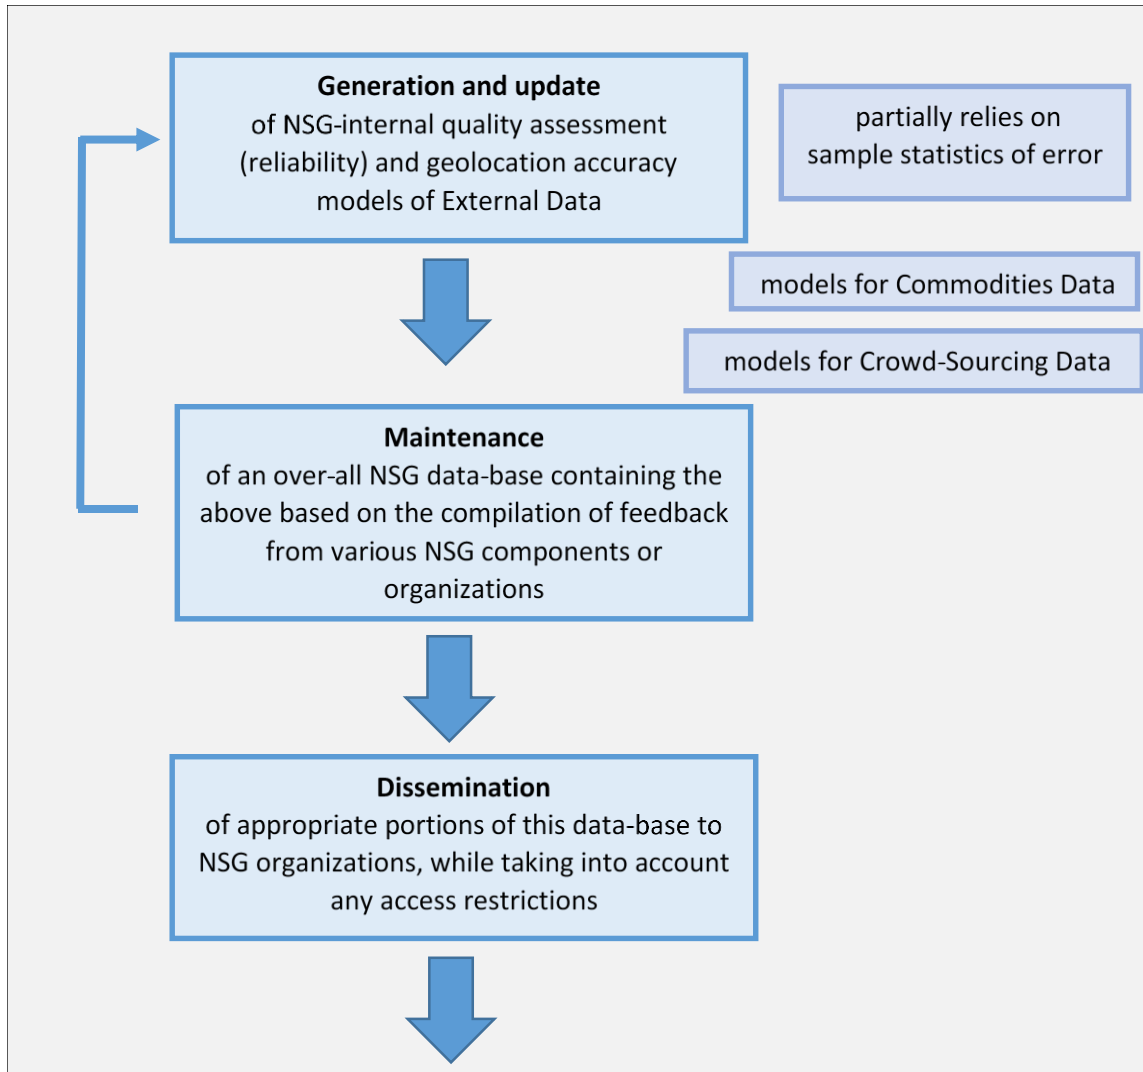 Generation and update
of NSG-internal quality assessment
(reliability) and geolocation accuracy
models of External Data
partially relies on
sample statistics of error
models for Commodities Data
models for Crowd-Sourcing Data
Maintenance
of an over-all NSG data-base containing the
above based on the compilation of feedback
from various NSG components or
organizations
Dissemination
of appropriate portions of this data-base to
NSG organizations, while taking into account
any access restrictions